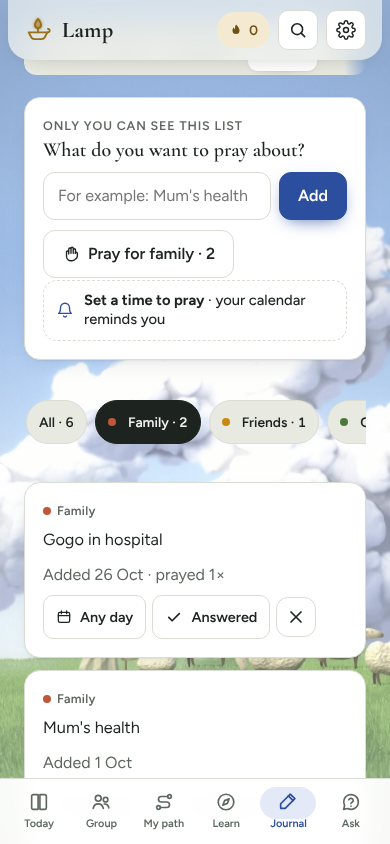 Lamp
0
ONLY YOU CAN SEE THIS LIST
What do you want to pray about?
For example: Mum's health
Add
Pray for family · 2
Set a time to pray · your calendar
reminds you
All · 6
Family · 2
Friends · 1
Family
Gogo in hospital
Added 26 Oct · prayed 1×
Any day
Answered
Family
Mum's health
Added 1 Oct
Today
Group
My path
Learn
Journal
Ask